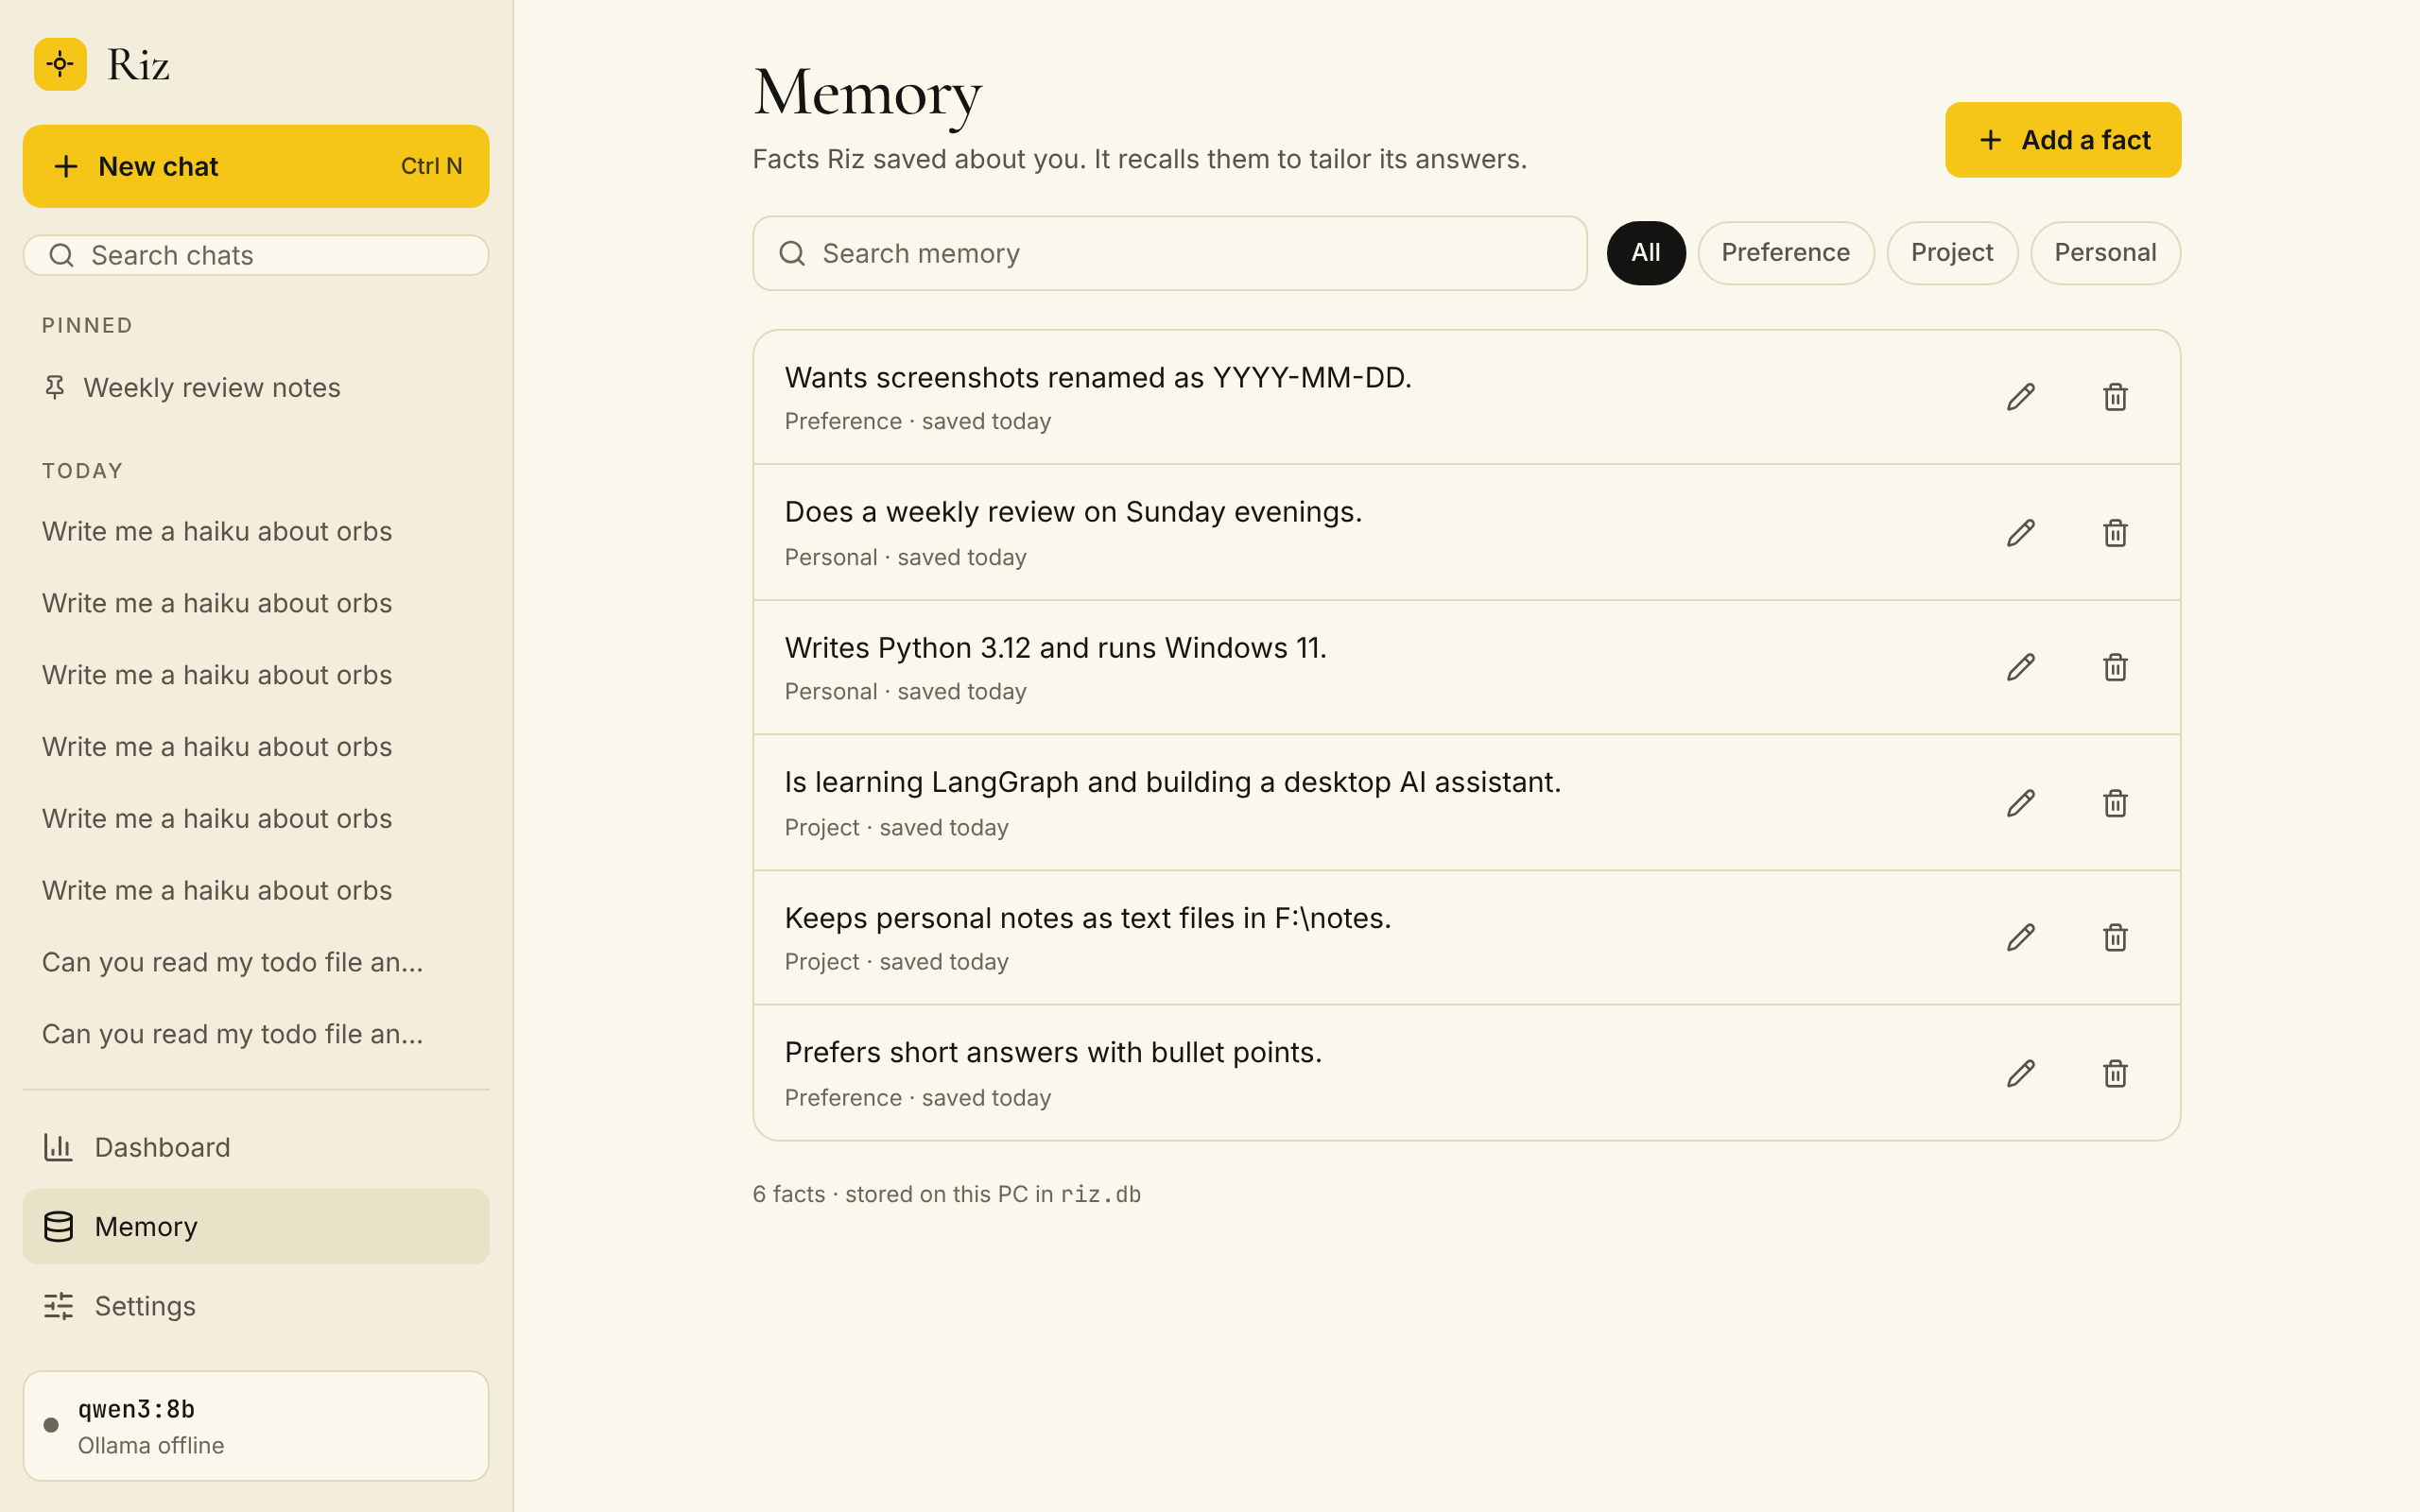 Riz
New chat Ctrl N
Search chats
PINNED
Weekly review notes
TODAY
Write me a haiku about orbs
Write me a haiku about orbs
Write me a haiku about orbs
Write me a haiku about orbs
Write me a haiku about orbs
Write me a haiku about orbs
Can you read my todo file an...
Can you read my todo file an...
Dashboard
Memory
Settings
qwen3:8b
Ollama offline
Memory
Facts Riz saved about you. It recalls them to tailor its answers.
Add a fact
Search memory
All Preference Project Personal
Wants screenshots renamed as YYYY-MM-DD.
Preference · saved today
Does a weekly review on Sunday evenings.
Personal · saved today
Writes Python 3.12 and runs Windows 11.
Personal · saved today
Is learning LangGraph and building a desktop AI assistant.
Project · saved today
Keeps personal notes as text files in F:\notes.
Project · saved today
Prefers short answers with bullet points.
Preference · saved today
6 facts · stored on this PC in riz.db